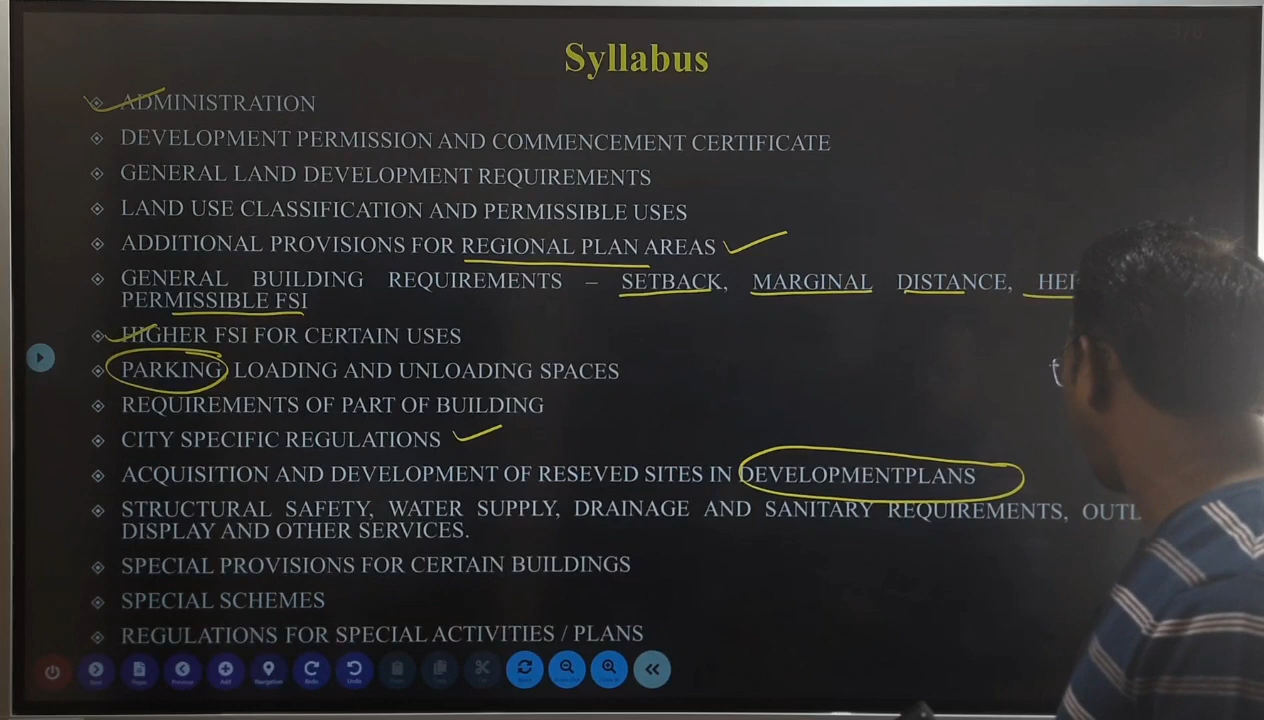 Syllabus
ADMINISTRATION
DEVELOPMENT PERMISSION AND COMMENCEMENT CERTIFICATE
GENERAL LAND DEVELOPMENT REQUIREMENTS
LAND USE CLASSIFICATION AND PERMISSIBLE USES
ADDITIONAL PROVISIONS FOR REGIONAL PLAN AREAS
GENERAL BUILDING REQUIREMENTS – SETBACK, MARGINAL DISTANCE,
PERMISSIBLE FSI
HIGHER FSI FOR CERTAIN USES
PARKING, LOADING AND UNLOADING SPACES
REQUIREMENTS OF PART OF BUILDING
CITY SPECIFIC REGULATIONS
ACQUISITION AND DEVELOPMENT OF RESEVED SITES IN DEVELOPMENTPLANS
STRUCTURAL SAFETY, WATER SUPPLY, DRAINAGE AND SANITARY REQUIREMENTS,
DISPLAY AND OTHER SERVICES.
SPECIAL PROVISIONS FOR CERTAIN BUILDINGS
SPECIAL SCHEMES
REGULATIONS FOR SPECIAL ACTIVITIES / PLANS